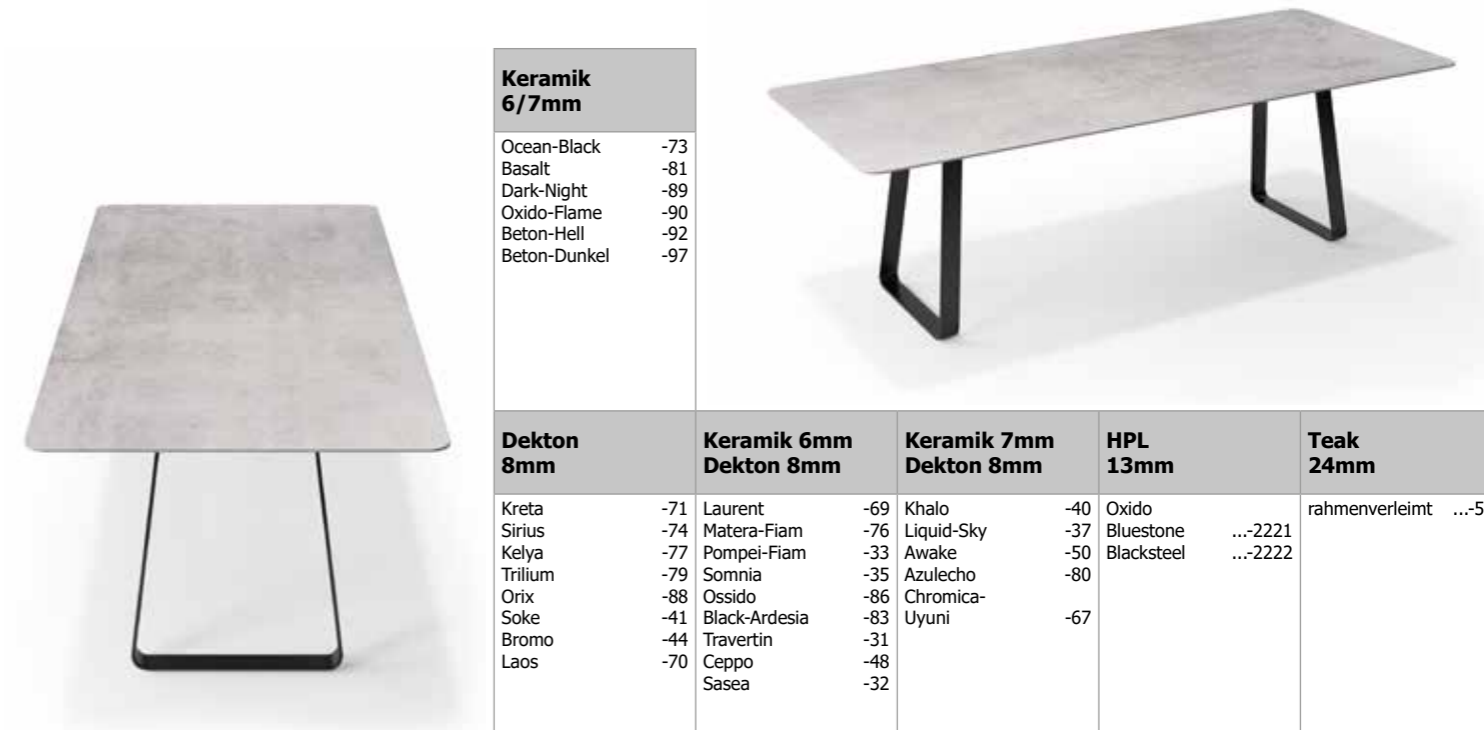 Keramik
6/7mm
Ocean-Black -73
Basalt -81
Dark-Night -89
Oxido-Flame -90
Beton-Hell -92
Beton-Dunkel -97
Dekton
8mm
Kreta -71
Sirius -74
Kelya -77
Trilium -79
Orix -88
Soke -41
Bromo -44
Laos -70
Keramik 6mm
Dekton 8mm
Laurent -69
Matera-Fiam -76
Pompei-Fiam -33
Somnia -35
Ossido -86
Black-Ardesia -83
Travertin -31
Ceppo -48
Sasea -32
Keramik 7mm
Dekton 8mm
Khalo -40
Liquid-Sky -37
Awake -50
Azulecho -80
Chromica-
Uyuni -67
HPL
13mm
Oxido
Bluestone ...-2221
Blacksteel ...-2222
Teak
24mm
rahmenverleimt ...-5